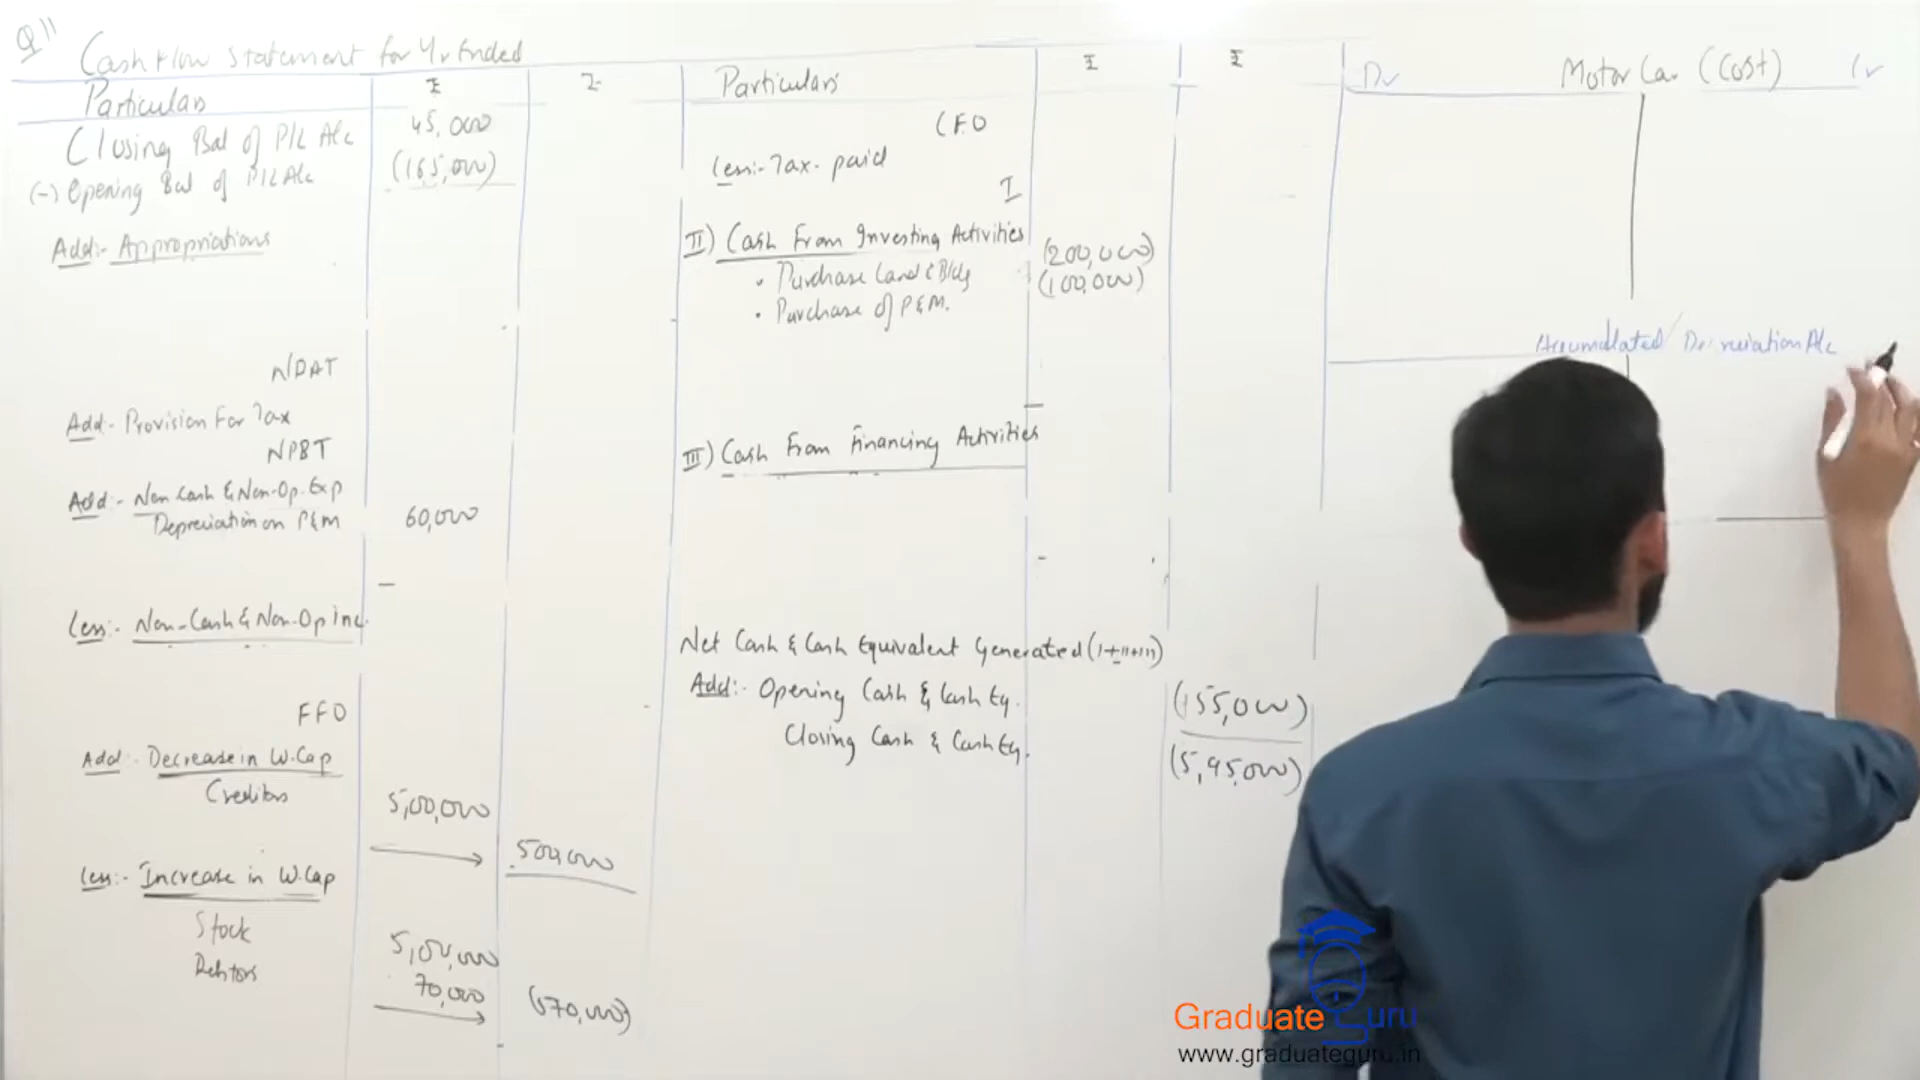 Q11
Cash Flow Statement for Yr Ended
Particulars ₹ ₹
Closing Bal of P/L A/c 45,000
(-) Opening Bal of P/L A/c (165,000)
Add:- Appropriations
NPAT
Add:- Provision For Tax
NPBT
Add:- Non Cash & Non-Op. Exp
Depreciation on P&M 60,000
Less:- Non-Cash & Non-Op Inc.
FFO
Add:- Decrease in W.Cap
Creditors 5,00,000
500,000
Less:- Increase in W.Cap
Stock 5,00,000
Debtors 70,000 (570,000)
Particulars ₹ ₹
CFO
Less:- Tax paid
I
II) Cash From Investing Activities
• Purchase Land & Bldg (200,000)
• Purchase of P&M. (100,000)
III) Cash From Financing Activities
Net Cash & Cash Equivalent Generated (I+II+III)
Add:- Opening Cash & Cash Eq. (155,000)
Closing Cash & Cash Eq. (5,95,000)
Dr Motor Car (Cost) Cr
Accumulated Depreciation A/c
Graduate Guru
www.graduateguru.in